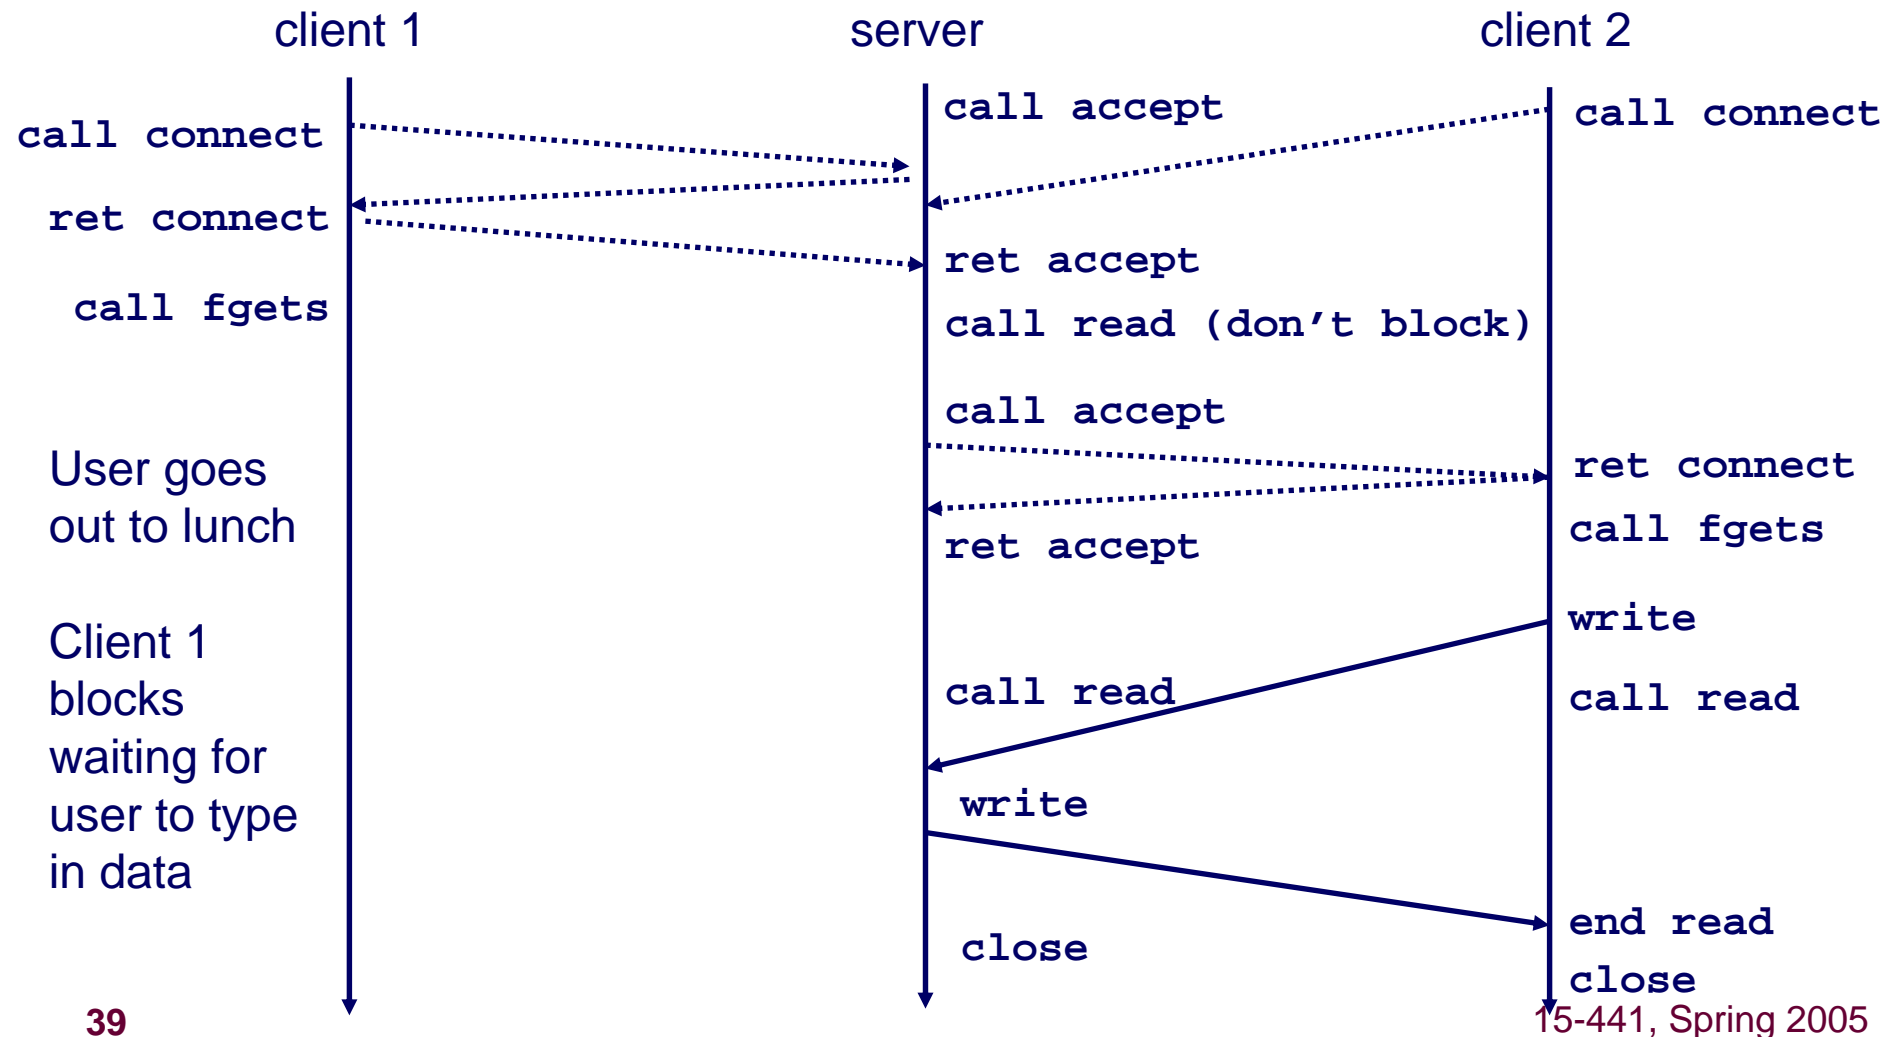 client 1
server
client 2
call connect
ret connect
call fgets
User goes
out to lunch
Client 1
blocks
waiting for
user to type
in data
call accept
ret accept
call read (don’t block)
call accept
ret accept
call read
write
close
call connect
ret connect
call fgets
write
call read
end read
close
39
15-441, Spring 2005